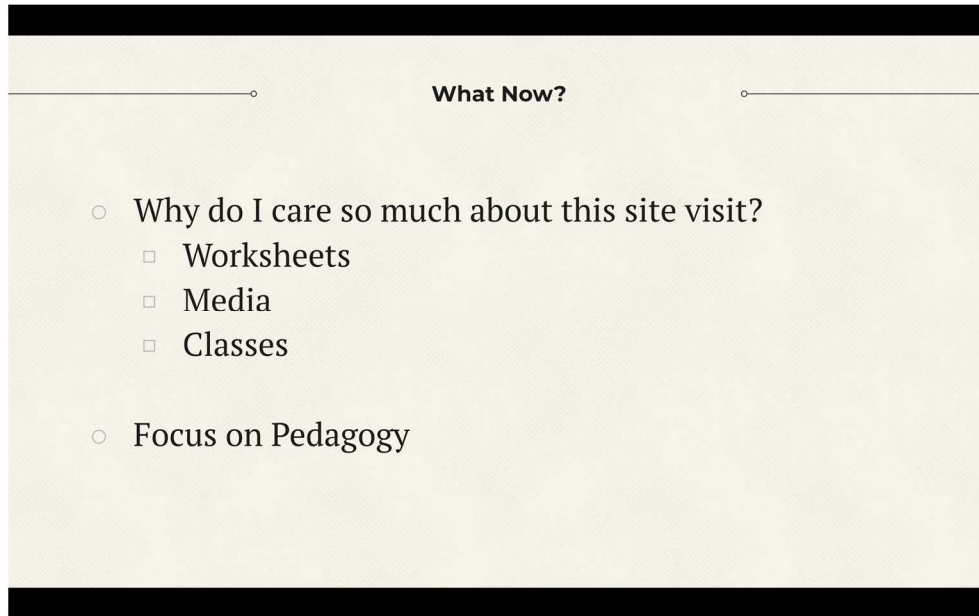 What Now?
Why do I care so much about this site visit?
Worksheets
Media
Classes
Focus on Pedagogy